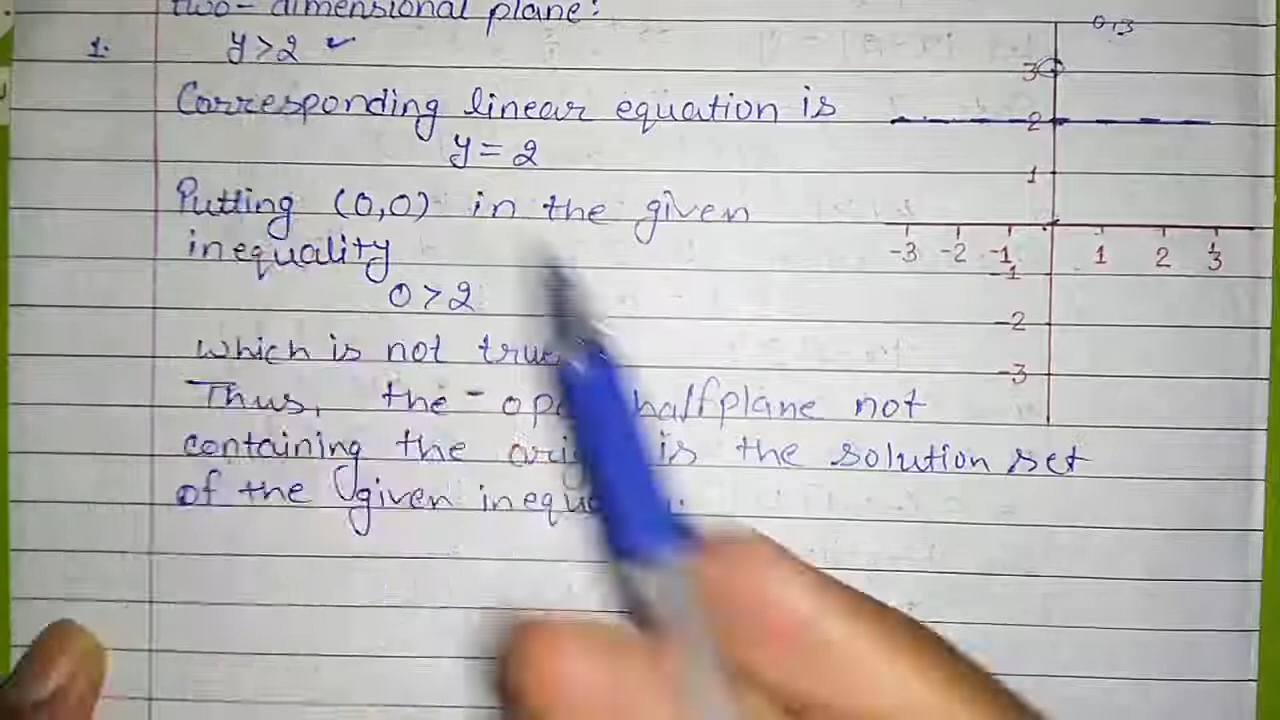 two-dimensional plane:
1. y>2 ✓
Corresponding linear equation is
y=2
Putting (0,0) in the given
inequality
0>2
which is not true
Thus, the - half plane not
containing the is the solution set
of the given
0,3
3
2
1
-3 -2 -1 1 2 3
-1
-2
-3